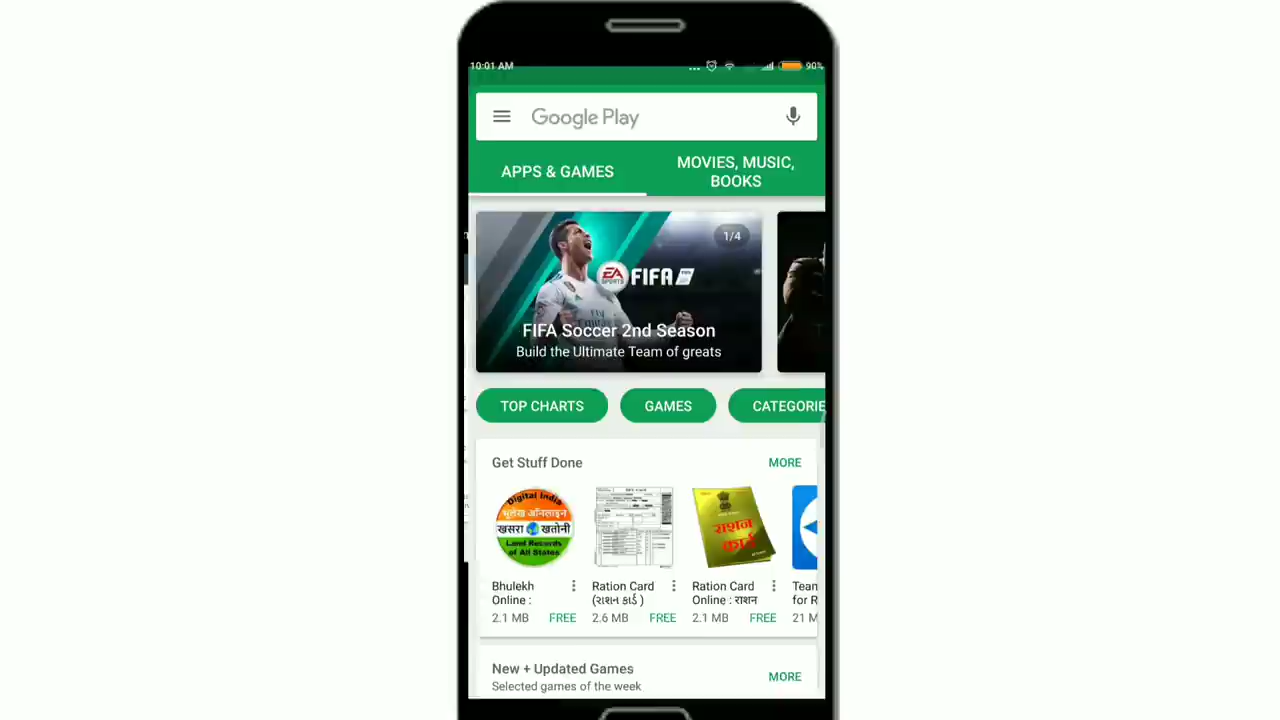 10:01 AM
90%
Google Play
APPS & GAMES
MOVIES, MUSIC,
BOOKS
1/4
EA
SPORTS
FIFA
FIFA Soccer 2nd Season
Build the Ultimate Team of greats
TOP CHARTS
GAMES
CATEGORIE
Get Stuff Done
MORE
Digital India
भूलेख ऑनलाइन
खसरा खतौनी
Land Records
of All States
राशन
कार्ड
Bhulekh
Online :
2.1 MB FREE
Ration Card
(રાશન કાર્ડ )
2.6 MB FREE
Ration Card
Online : राशन
2.1 MB FREE
Team
for R
21 M
New + Updated Games
Selected games of the week
MORE